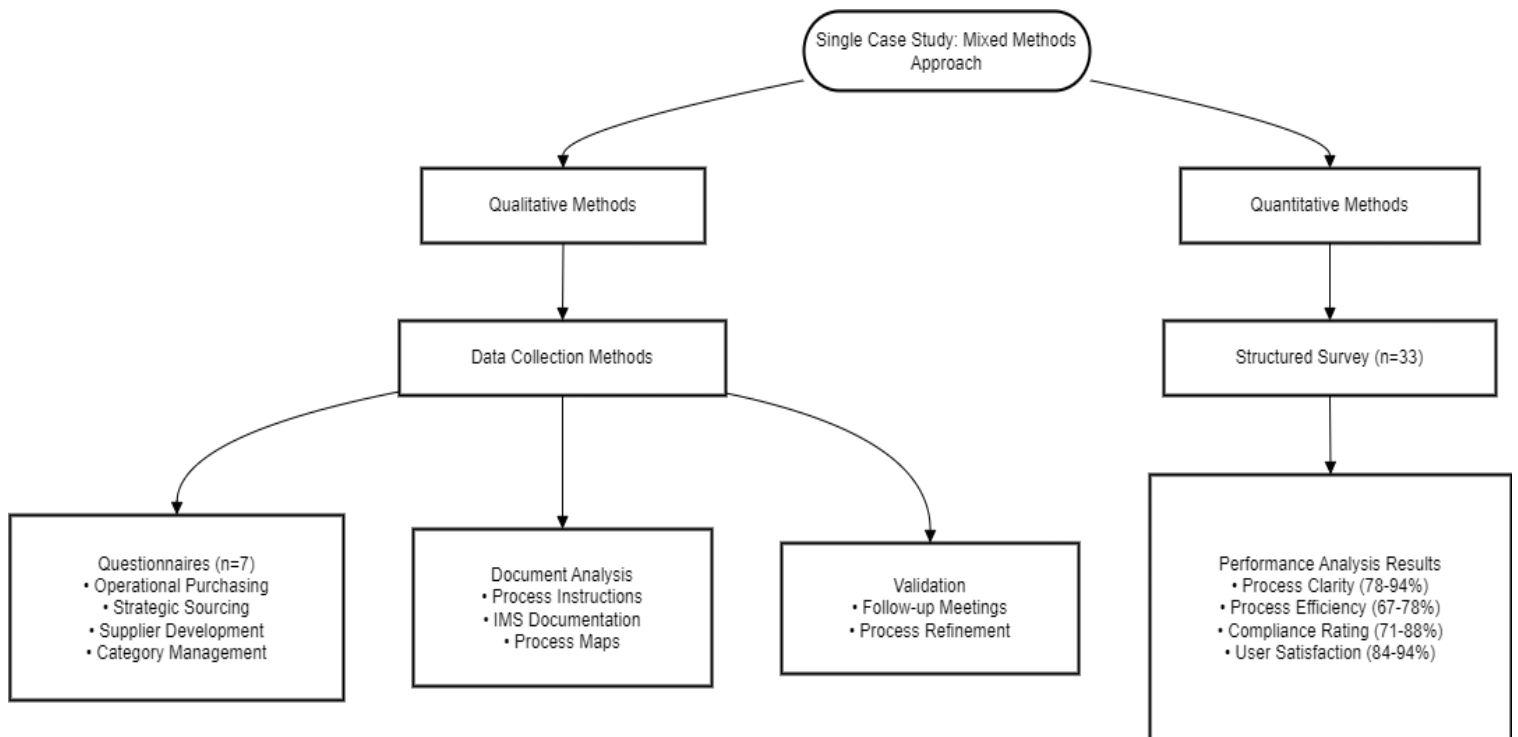 Single Case Study: Mixed Methods
Approach
Qualitative Methods
Quantitative Methods
Data Collection Methods
Structured Survey (n=33)
Questionnaires (n=7)
• Operational Purchasing
• Strategic Sourcing
• Supplier Development
• Category Management
Document Analysis
• Process Instructions
• IMS Documentation
• Process Maps
Validation
• Follow-up Meetings
• Process Refinement
Performance Analysis Results
• Process Clarity (78-94%)
• Process Efficiency (67-78%)
• Compliance Rating (71-88%)
• User Satisfaction (84-94%)